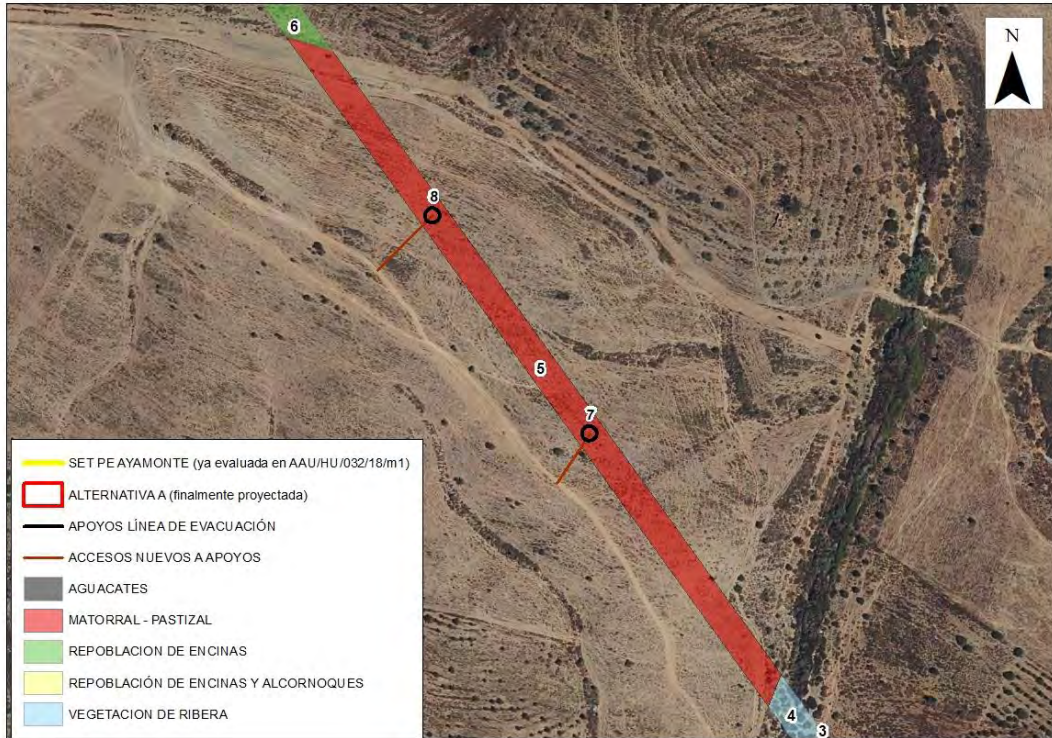 6
N
8
5
7
4
3
SET PE AYAMONTE (ya evaluada en AAU/HU/032/18/m1)
ALTERNATIVA A (finalmente proyectada)
APOYOS LÍNEA DE EVACUACIÓN
ACCESOS NUEVOS A APOYOS
AGUACATES
MATORRAL - PASTIZAL
REPOBLACION DE ENCINAS
REPOBLACIÓN DE ENCINAS Y ALCORNOQUES
VEGETACION DE RIBERA